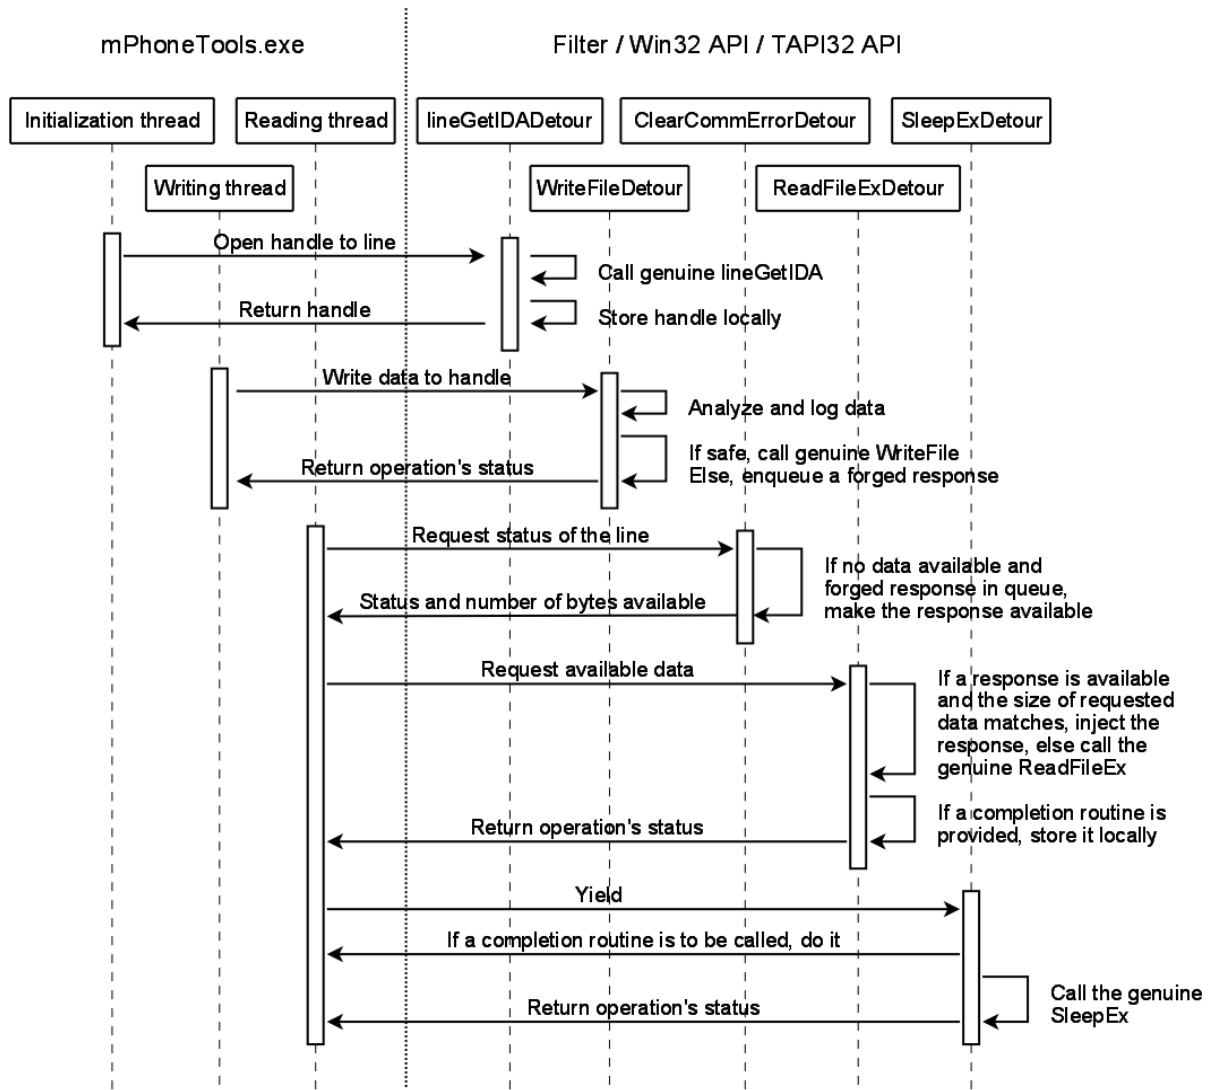 mPhoneTools.exe
Filter / Win32 API / TAPI32 API
Initialization thread
Reading thread
lineGetIDADetour
ClearCommErrorDetour
SleepExDetour
Writing thread
WriteFileDetour
ReadFileExDetour
Open handle to line
Call genuine lineGetIDA
Return handle
Store handle locally
Write data to handle
Analyze and log data
If safe, call genuine WriteFile
Else, enqueue a forged response
Return operation's status
Request status of the line
If no data available and
forged response in queue,
make the response available
Status and number of bytes available
Request available data
If a response is available
and the size of requested
data matches, inject the
response, else call the
genuine ReadFileEx
If a completion routine is
provided, store it locally
Return operation's status
Yield
If a completion routine is to be called, do it
Call the genuine
SleepEx
Return operation's status